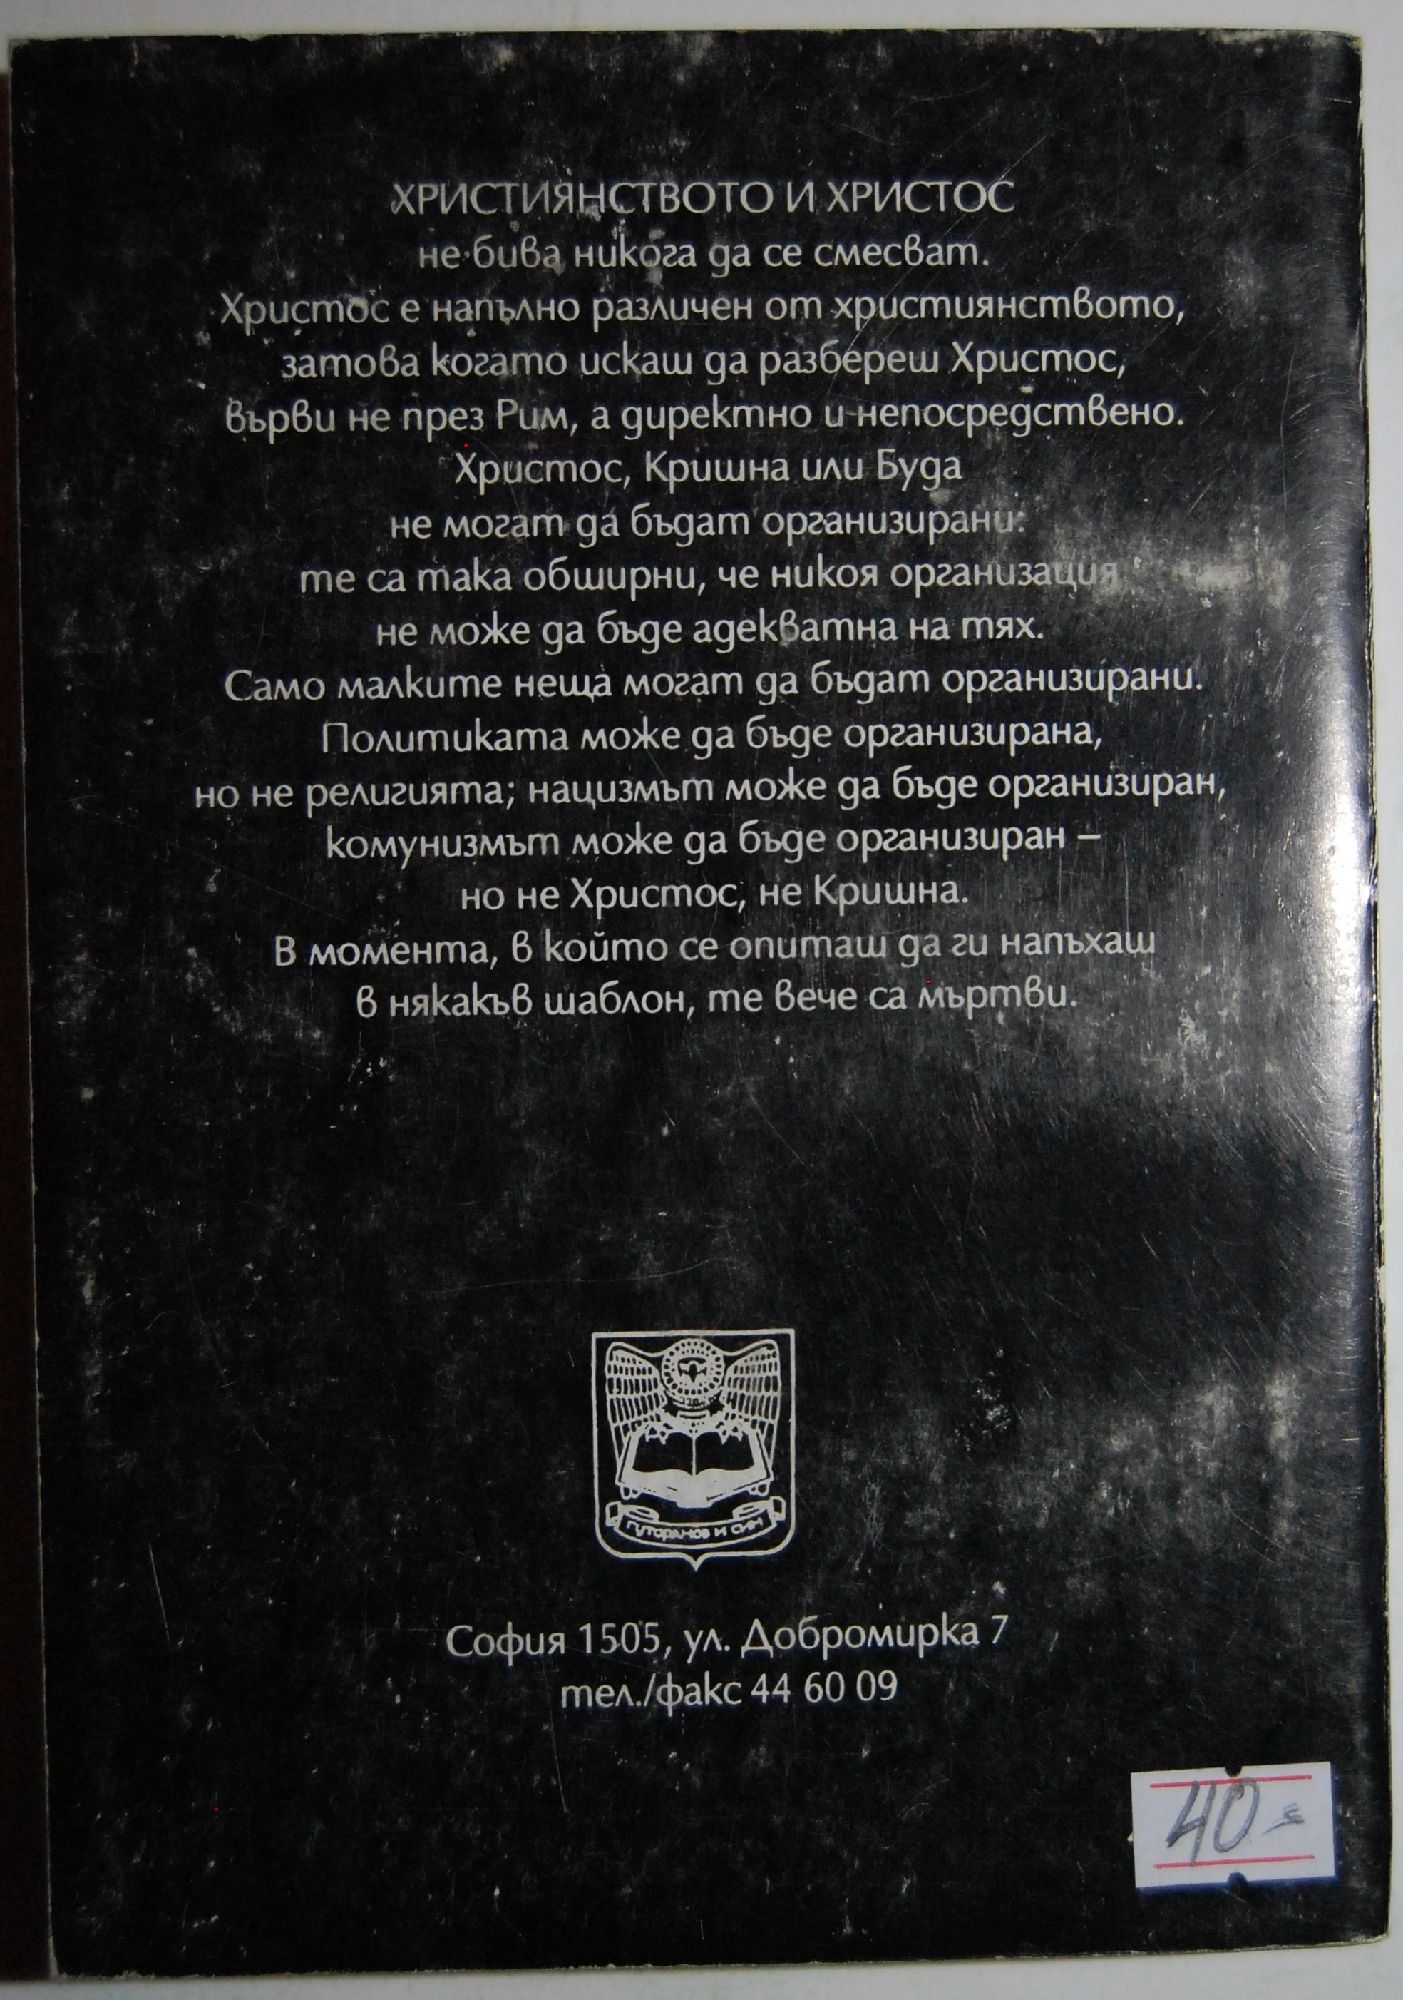 ХРИСТИЯНСТВОТО И ХРИСТОС
не бива никога да се смесват.
Христос е напълно различен от християнството,
затова когато искаш да разбереш Христос,
върви не през Рим, а директно и непосредствено.
Христос, Кришна или Буда
не могат да бъдат организирани:
те са така обширни, че никоя организация
не може да бъде адекватна на тях.
Само малките неща могат да бъдат организирани.
Политиката може да бъде организирана,
но не религията; нацизмът може да бъде организиран,
комунизмът може да бъде организиран –
но не Христос, не Кришна.
В момента, в който се опиташ да ги напъхаш
в някакъв шаблон, те вече са мъртви.
ГУТОРАНОВ И СИН
София 1505, ул. Добромирка 7
тел./факс 44 60 09
40